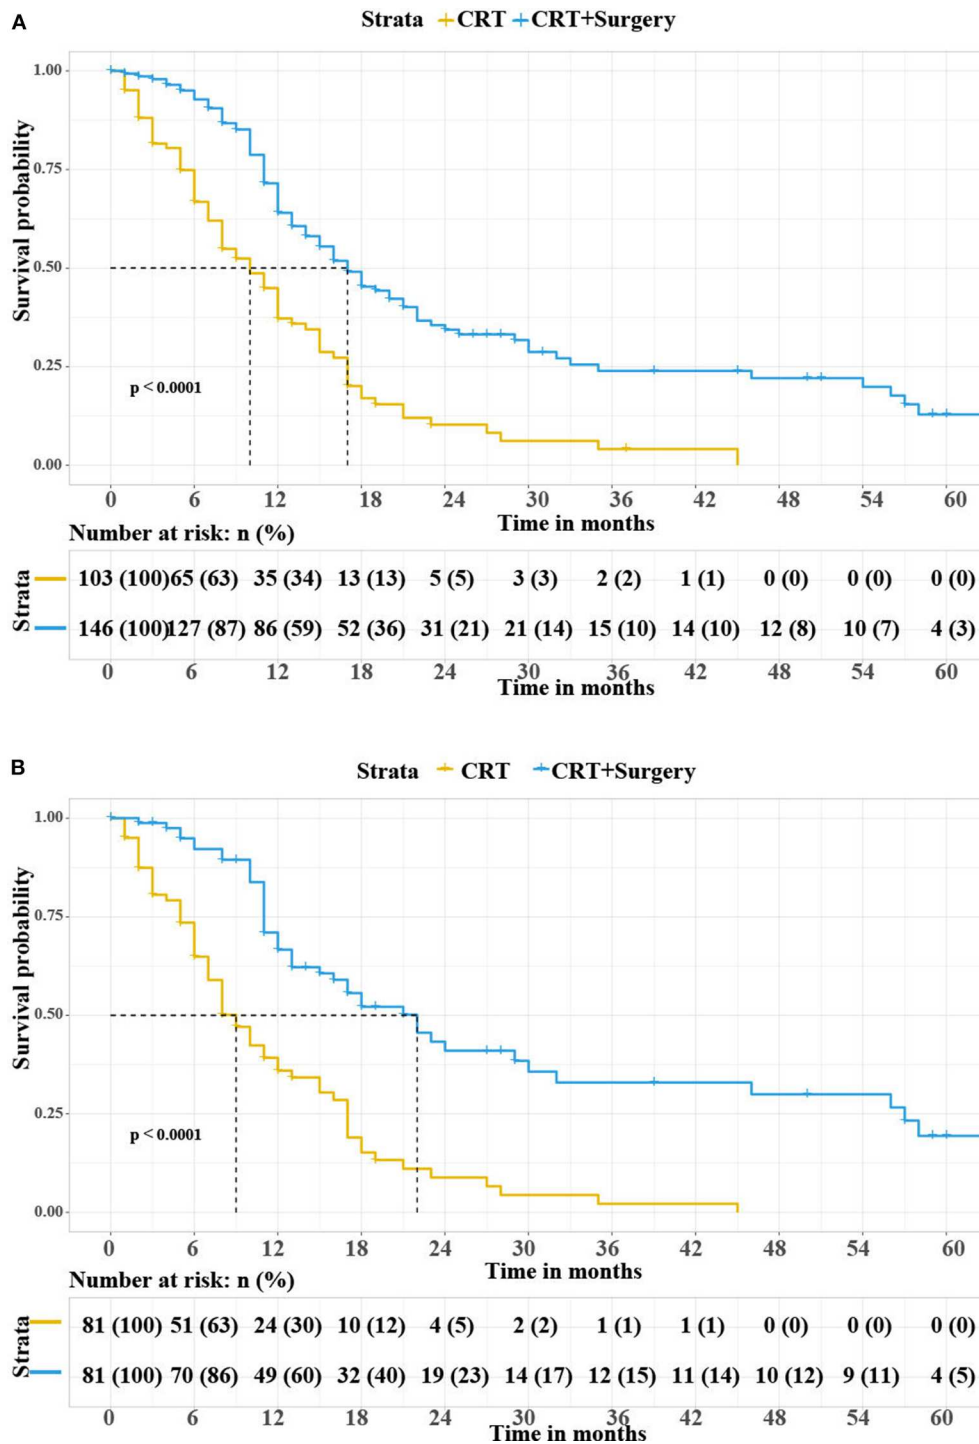 A
Strata CRT CRT+Surgery
Survival probability
1.00
0.75
0.50
0.25
0.00
p < 0.0001
0 6 12 18 24 30 36 42 48 54 60
Time in months
Number at risk: n (%)
Strata
103 (100) 65 (63) 35 (34) 13 (13) 5 (5) 3 (3) 2 (2) 1 (1) 0 (0) 0 (0) 0 (0)
146 (100) 127 (87) 86 (59) 52 (36) 31 (21) 21 (14) 15 (10) 14 (10) 12 (8) 10 (7) 4 (3)
0 6 12 18 24 30 36 42 48 54 60
Time in months
B
Strata CRT CRT+Surgery
Survival probability
1.00
0.75
0.50
0.25
0.00
p < 0.0001
0 6 12 18 24 30 36 42 48 54 60
Time in months
Number at risk: n (%)
Strata
81 (100) 51 (63) 24 (30) 10 (12) 4 (5) 2 (2) 1 (1) 1 (1) 0 (0) 0 (0) 0 (0)
81 (100) 70 (86) 49 (60) 32 (40) 19 (23) 14 (17) 12 (15) 11 (14) 10 (12) 9 (11) 4 (5)
0 6 12 18 24 30 36 42 48 54 60
Time in months